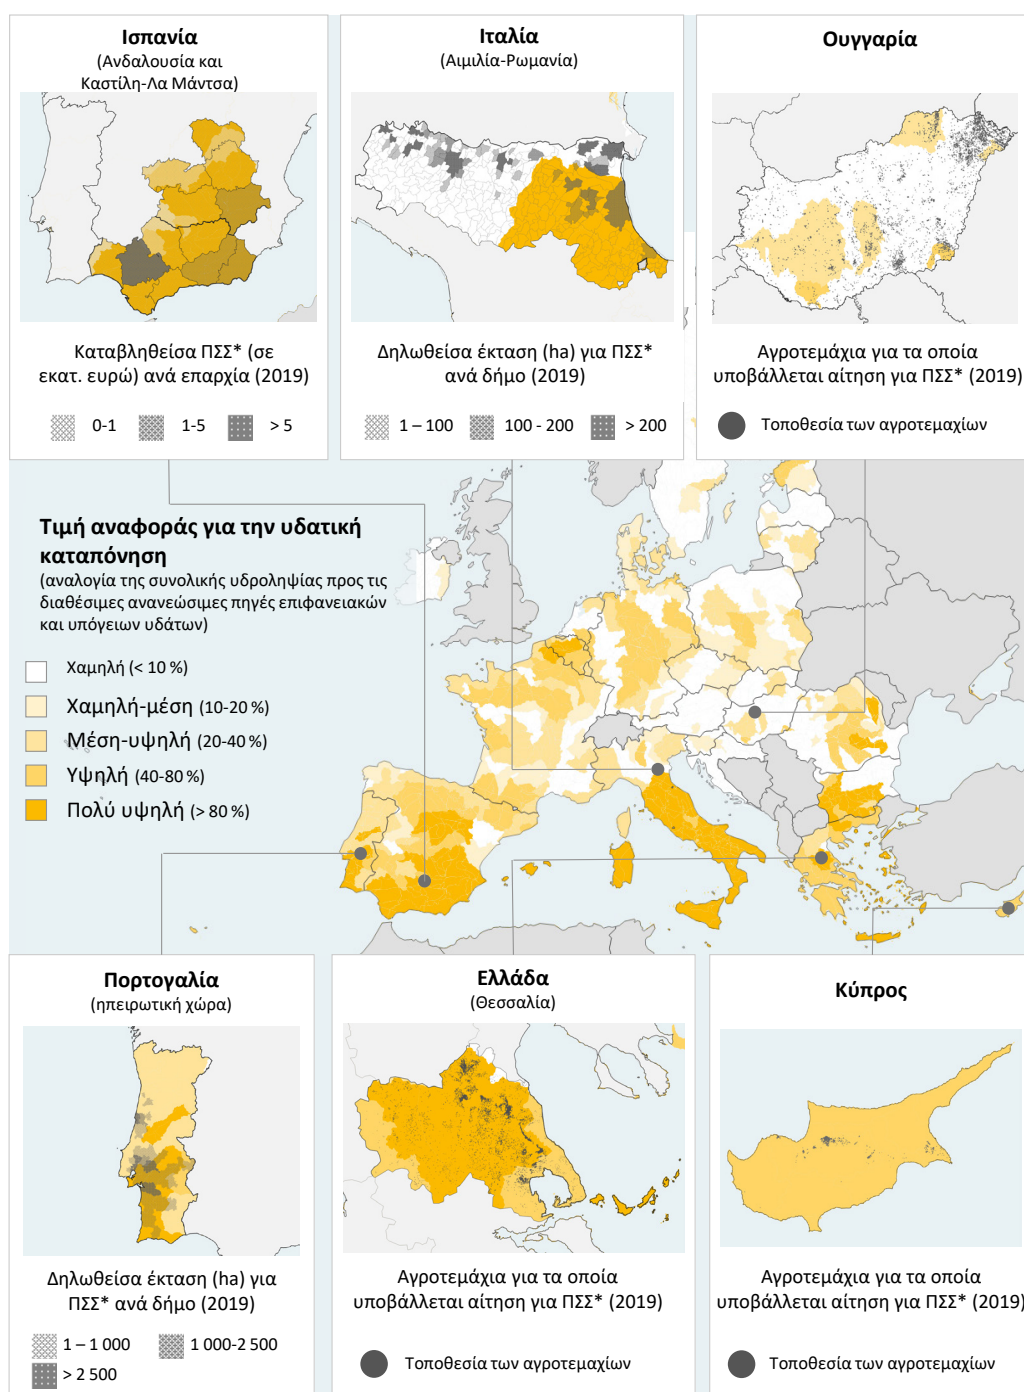 Ισπανία
(Ανδαλουσία και
Καστίλη-Λα Μάντσα)
Καταβληθείσα ΠΣΣ* (σε
εκατ. ευρώ) ανά επαρχία (2019)
0-1
1-5
> 5
Ιταλία
(Αιμιλία-Ρωμανία)
Δηλωθείσα έκταση (ha) για ΠΣΣ*
ανά δήμο (2019)
1 – 100
100 - 200
> 200
Ουγγαρία
Αγροτεμάχια για τα οποία
υποβάλλεται αίτηση για ΠΣΣ* (2019)
Τοποθεσία των αγροτεμαχίων
Τιμή αναφοράς για την υδατική
καταπόνηση
(αναλογία της συνολικής υδροληψίας προς τις
διαθέσιμες ανανεώσιμες πηγές επιφανειακών
και υπόγειων υδάτων)
Χαμηλή (< 10 %)
Χαμηλή-μέση (10-20 %)
Μέση-υψηλή (20-40 %)
Υψηλή (40-80 %)
Πολύ υψηλή (> 80 %)
Πορτογαλία
(ηπειρωτική χώρα)
Δηλωθείσα έκταση (ha) για
ΠΣΣ* ανά δήμο (2019)
1 – 1 000
1 000-2 500
> 2 500
Ελλάδα
(Θεσσαλία)
Αγροτεμάχια για τα οποία
υποβάλλεται αίτηση για ΠΣΣ* (2019)
Τοποθεσία των αγροτεμαχίων
Κύπρος
Αγροτεμάχια για τα οποία
υποβάλλεται αίτηση για ΠΣΣ* (2019)
Τοποθεσία των αγροτεμαχίων